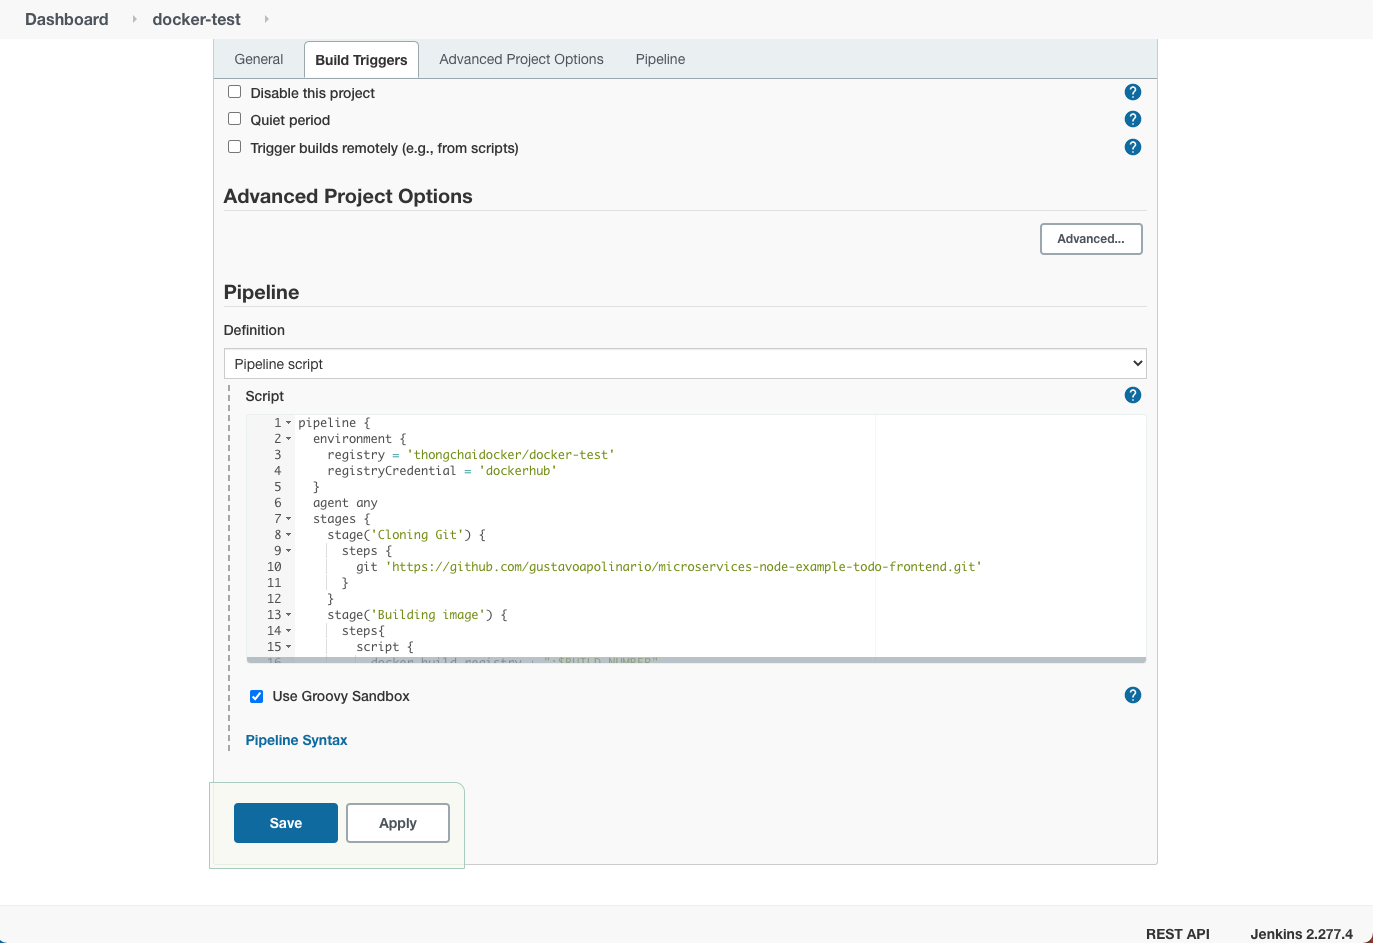 Dashboard docker-test
General Build Triggers Advanced Project Options Pipeline
Disable this project ?
Quiet period ?
Trigger builds remotely (e.g., from scripts) ?
Advanced Project Options
Advanced...
Pipeline
Definition
Pipeline script
Script ?
1 pipeline {
2 environment {
3 registry = 'thongchaidocker/docker-test'
4 registryCredential = 'dockerhub'
5 }
6 agent any
7 stages {
8 stage('Cloning Git') {
9 steps {
10 git 'https://github.com/gustavoapolinario/microservices-node-example-todo-frontend.git'
11 }
12 }
13 stage('Building image') {
14 steps{
15 script {
16 docker.build registry + ":$BUILD_NUMBER"
Use Groovy Sandbox ?
Pipeline Syntax
Save Apply
REST API Jenkins 2.277.4